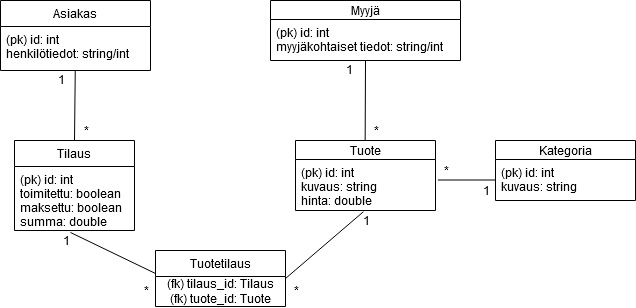 Asiakas
(pk) id: int
henkilötiedot: string/int
1
*
Myyjä
(pk) id: int
myyjäkohtaiset tiedot: string/int
1
*
Tilaus
(pk) id: int
toimitettu: boolean
maksettu: boolean
summa: double
1
Tuote
(pk) id: int
kuvaus: string
hinta: double
1
*
1
Kategoria
(pk) id: int
kuvaus: string
Tuotetilaus
(fk) tilaus_id: Tilaus
(fk) tuote_id: Tuote
*
*